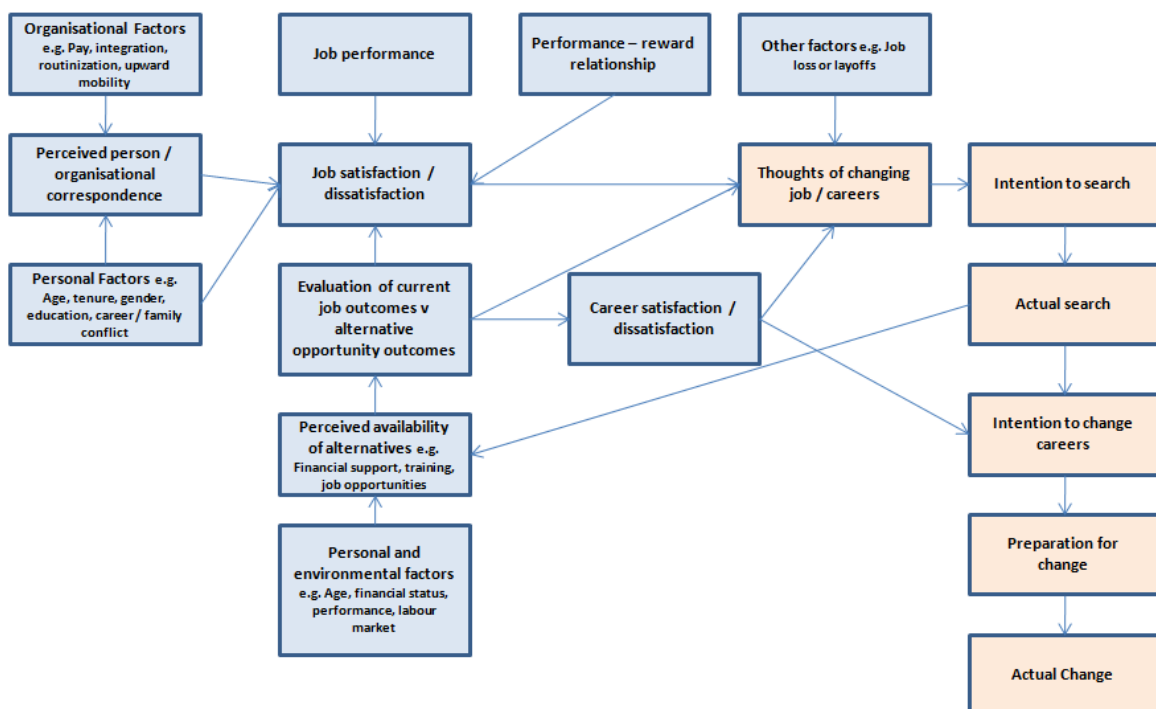 Organisational Factors
e.g. Pay, integration,
routinization, upward
mobility
Job performance
Performance – reward
relationship
Other factors e.g. Job
loss or layoffs
Perceived person /
organisational
correspondence
Job satisfaction /
dissatisfaction
Thoughts of changing
job / careers
Intention to search
Personal Factors e.g.
Age, tenure, gender,
education, career / family
conflict
Evaluation of current
job outcomes v
alternative
opportunity outcomes
Career satisfaction /
dissatisfaction
Actual search
Perceived availability
of alternatives e.g.
Financial support, training,
job opportunities
Intention to change
careers
Personal and
environmental factors
e.g. Age, financial status,
performance, labour
market
Preparation for
change
Actual Change